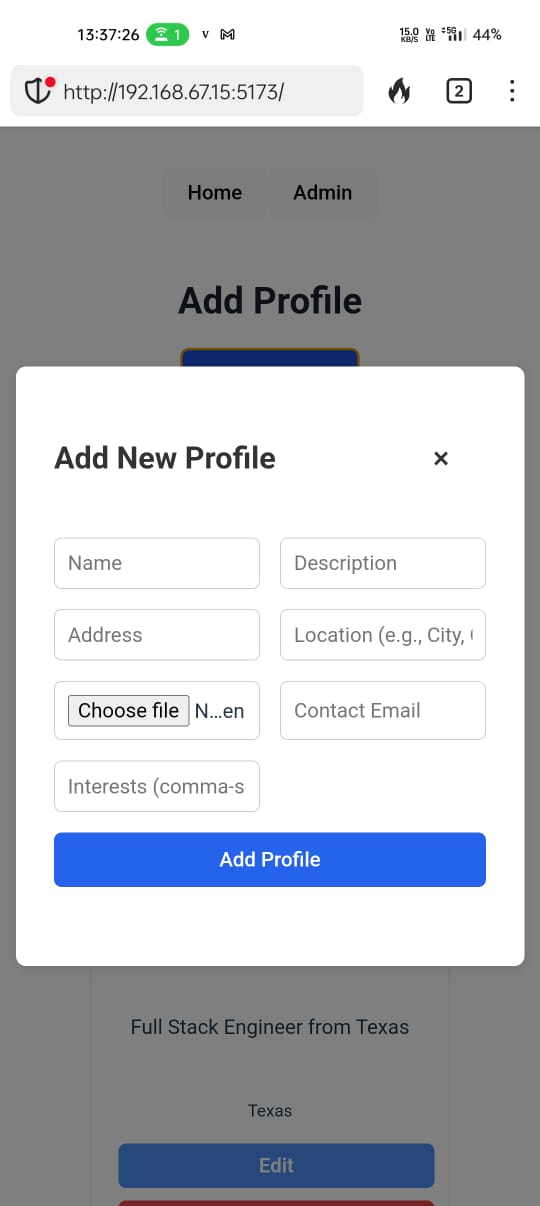 13:37:26 1 v M 15.0 KB/S Vo LTE 5G 44%
http://192.168.67.15:5173/ 2
Home Admin
Add Profile
Add New Profile ×
Name Description
Address Location (e.g., City, 
Choose file N…en Contact Email
Interests (comma-s
Add Profile
Full Stack Engineer from Texas
Texas
Edit